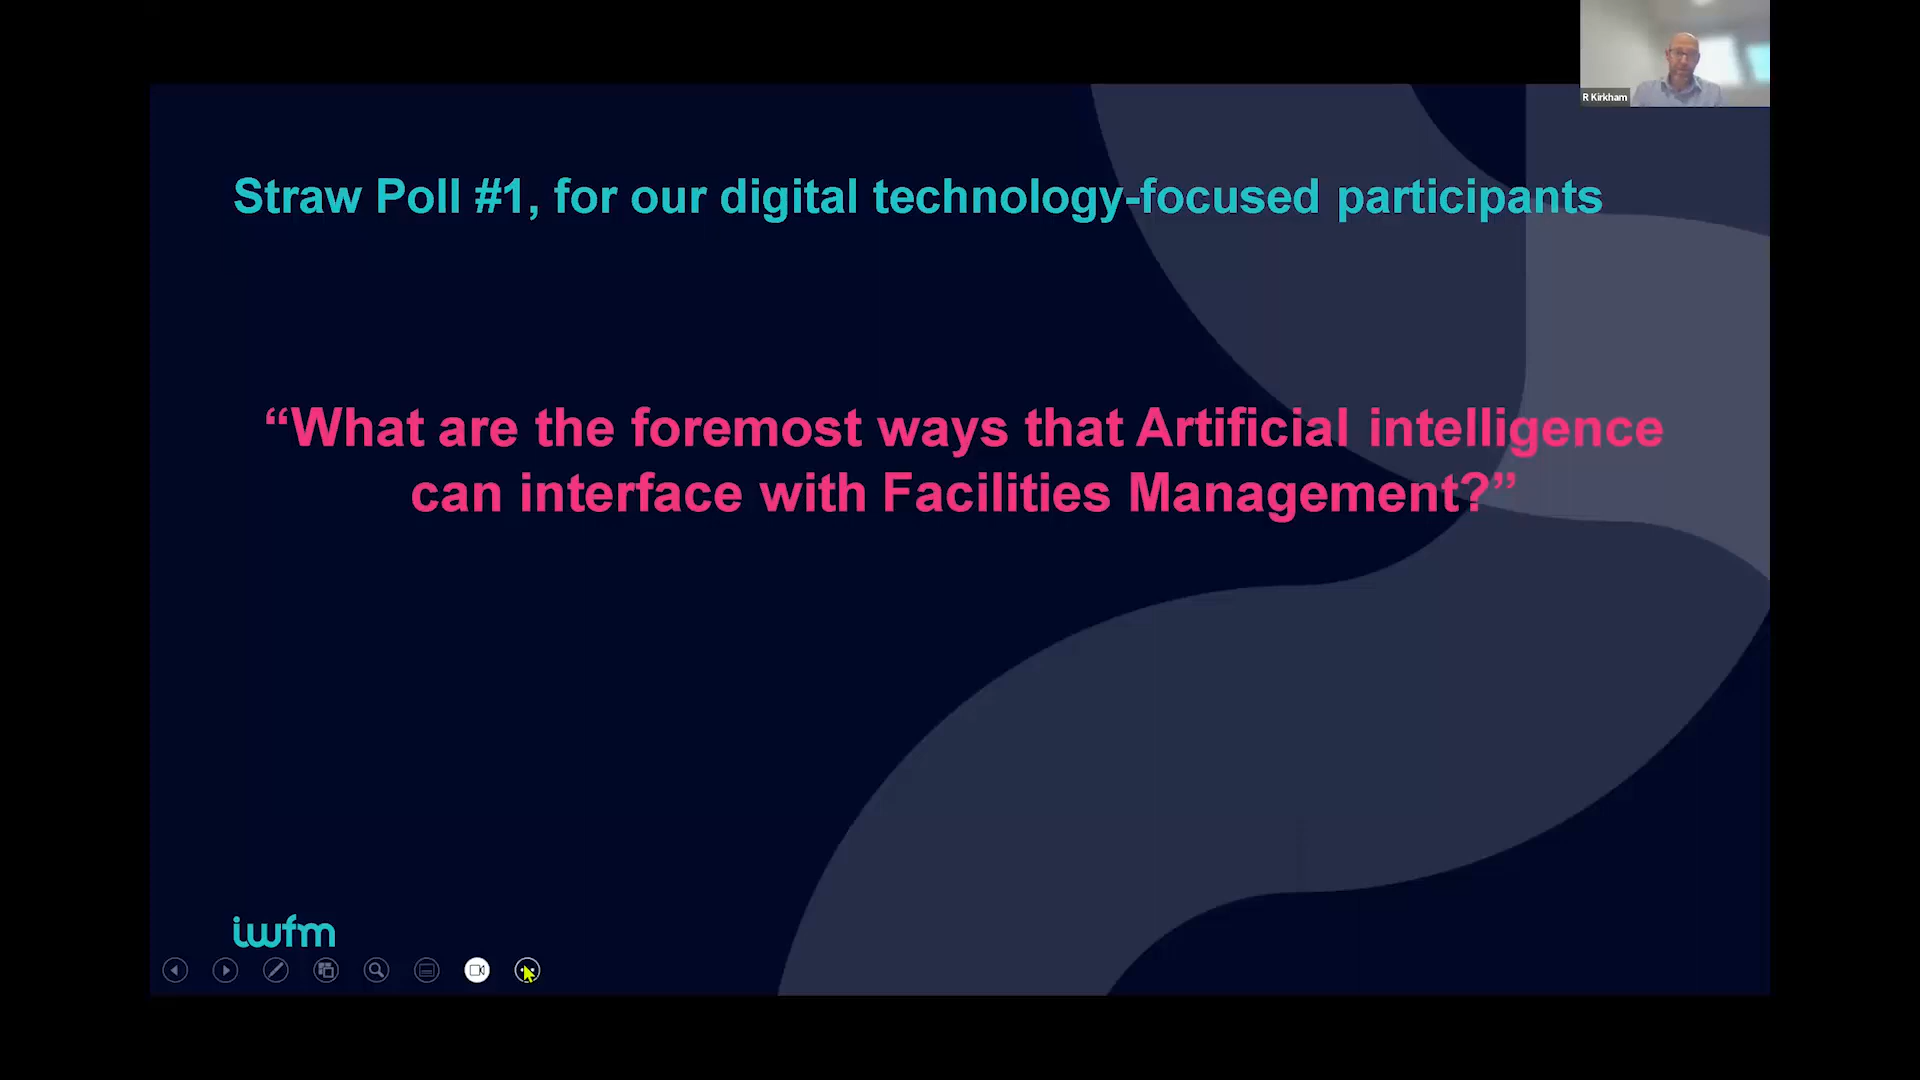 R Kirkham
Straw Poll #1, for our digital technology-focused participants
“What are the foremost ways that Artificial intelligence
can interface with Facilities Management?”
iwfm